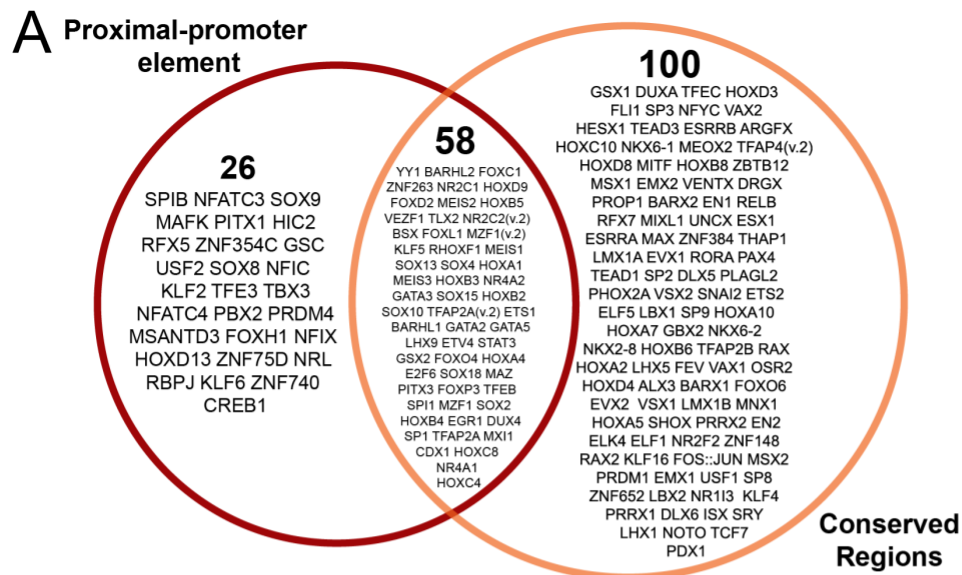 A
Proximal-promoter
element
26
SPIB NFATC3 SOX9
MAFK PITX1 HIC2
RFX5 ZNF354C GSC
USF2 SOX8 NFIC
KLF2 TFE3 TBX3
NFATC4 PBX2 PRDM4
MSANTD3 FOXH1 NFIX
HOXD13 ZNF75D NRL
RBPJ KLF6 ZNF740
CREB1
58
YY1 BARHL2 FOXC1
ZNF263 NR2C1 HOXD9
FOXD2 MEIS2 HOXB5
VEZF1 TLX2 NR2C2(v.2)
BSX FOXL1 MZF1(v.2)
KLF5 RHOXF1 MEIS1
SOX13 SOX4 HOXA1
MEIS3 HOXB3 NR4A2
GATA3 SOX15 HOXB2
SOX10 TFAP2A(v.2) ETS1
BARHL1 GATA2 GATA5
LHX9 ETV4 STAT3
GSX2 FOXO4 HOXA4
E2F6 SOX18 MAZ
PITX3 FOXP3 TFEB
SPI1 MZF1 SOX2
HOXB4 EGR1 DUX4
SP1 TFAP2A MXI1
CDX1 HOXC8
NR4A1
HOXC4
100
GSX1 DUXA TFEC HOXD3
FLI1 SP3 NFYC VAX2
HESX1 TEAD3 ESRRB ARGFX
HOXC10 NKX6-1 MEOX2 TFAP4(v.2)
HOXD8 MITF HOXB8 ZBTB12
MSX1 EMX2 VENTX DRGX
PROP1 BARX2 EN1 RELB
RFX7 MIXL1 UNCX ESX1
ESRRA MAX ZNF384 THAP1
LMX1A EVX1 RORA PAX4
TEAD1 SP2 DLX5 PLAGL2
PHOX2A VSX2 SNAI2 ETS2
ELF5 LBX1 SP9 HOXA10
HOXA7 GBX2 NKX6-2
NKX2-8 HOXB6 TFAP2B RAX
HOXA2 LHX5 FEV VAX1 OSR2
HOXD4 ALX3 BARX1 FOXO6
EVX2 VSX1 LMX1B MNX1
HOXA5 SHOX PRRX2 EN2
ELK4 ELF1 NR2F2 ZNF148
RAX2 KLF16 FOS::JUN MSX2
PRDM1 EMX1 USF1 SP8
ZNF652 LBX2 NR1I3 KLF4
PRRX1 DLX6 ISX SRY
LHX1 NOTO TCF7
PDX1
Conserved
Regions